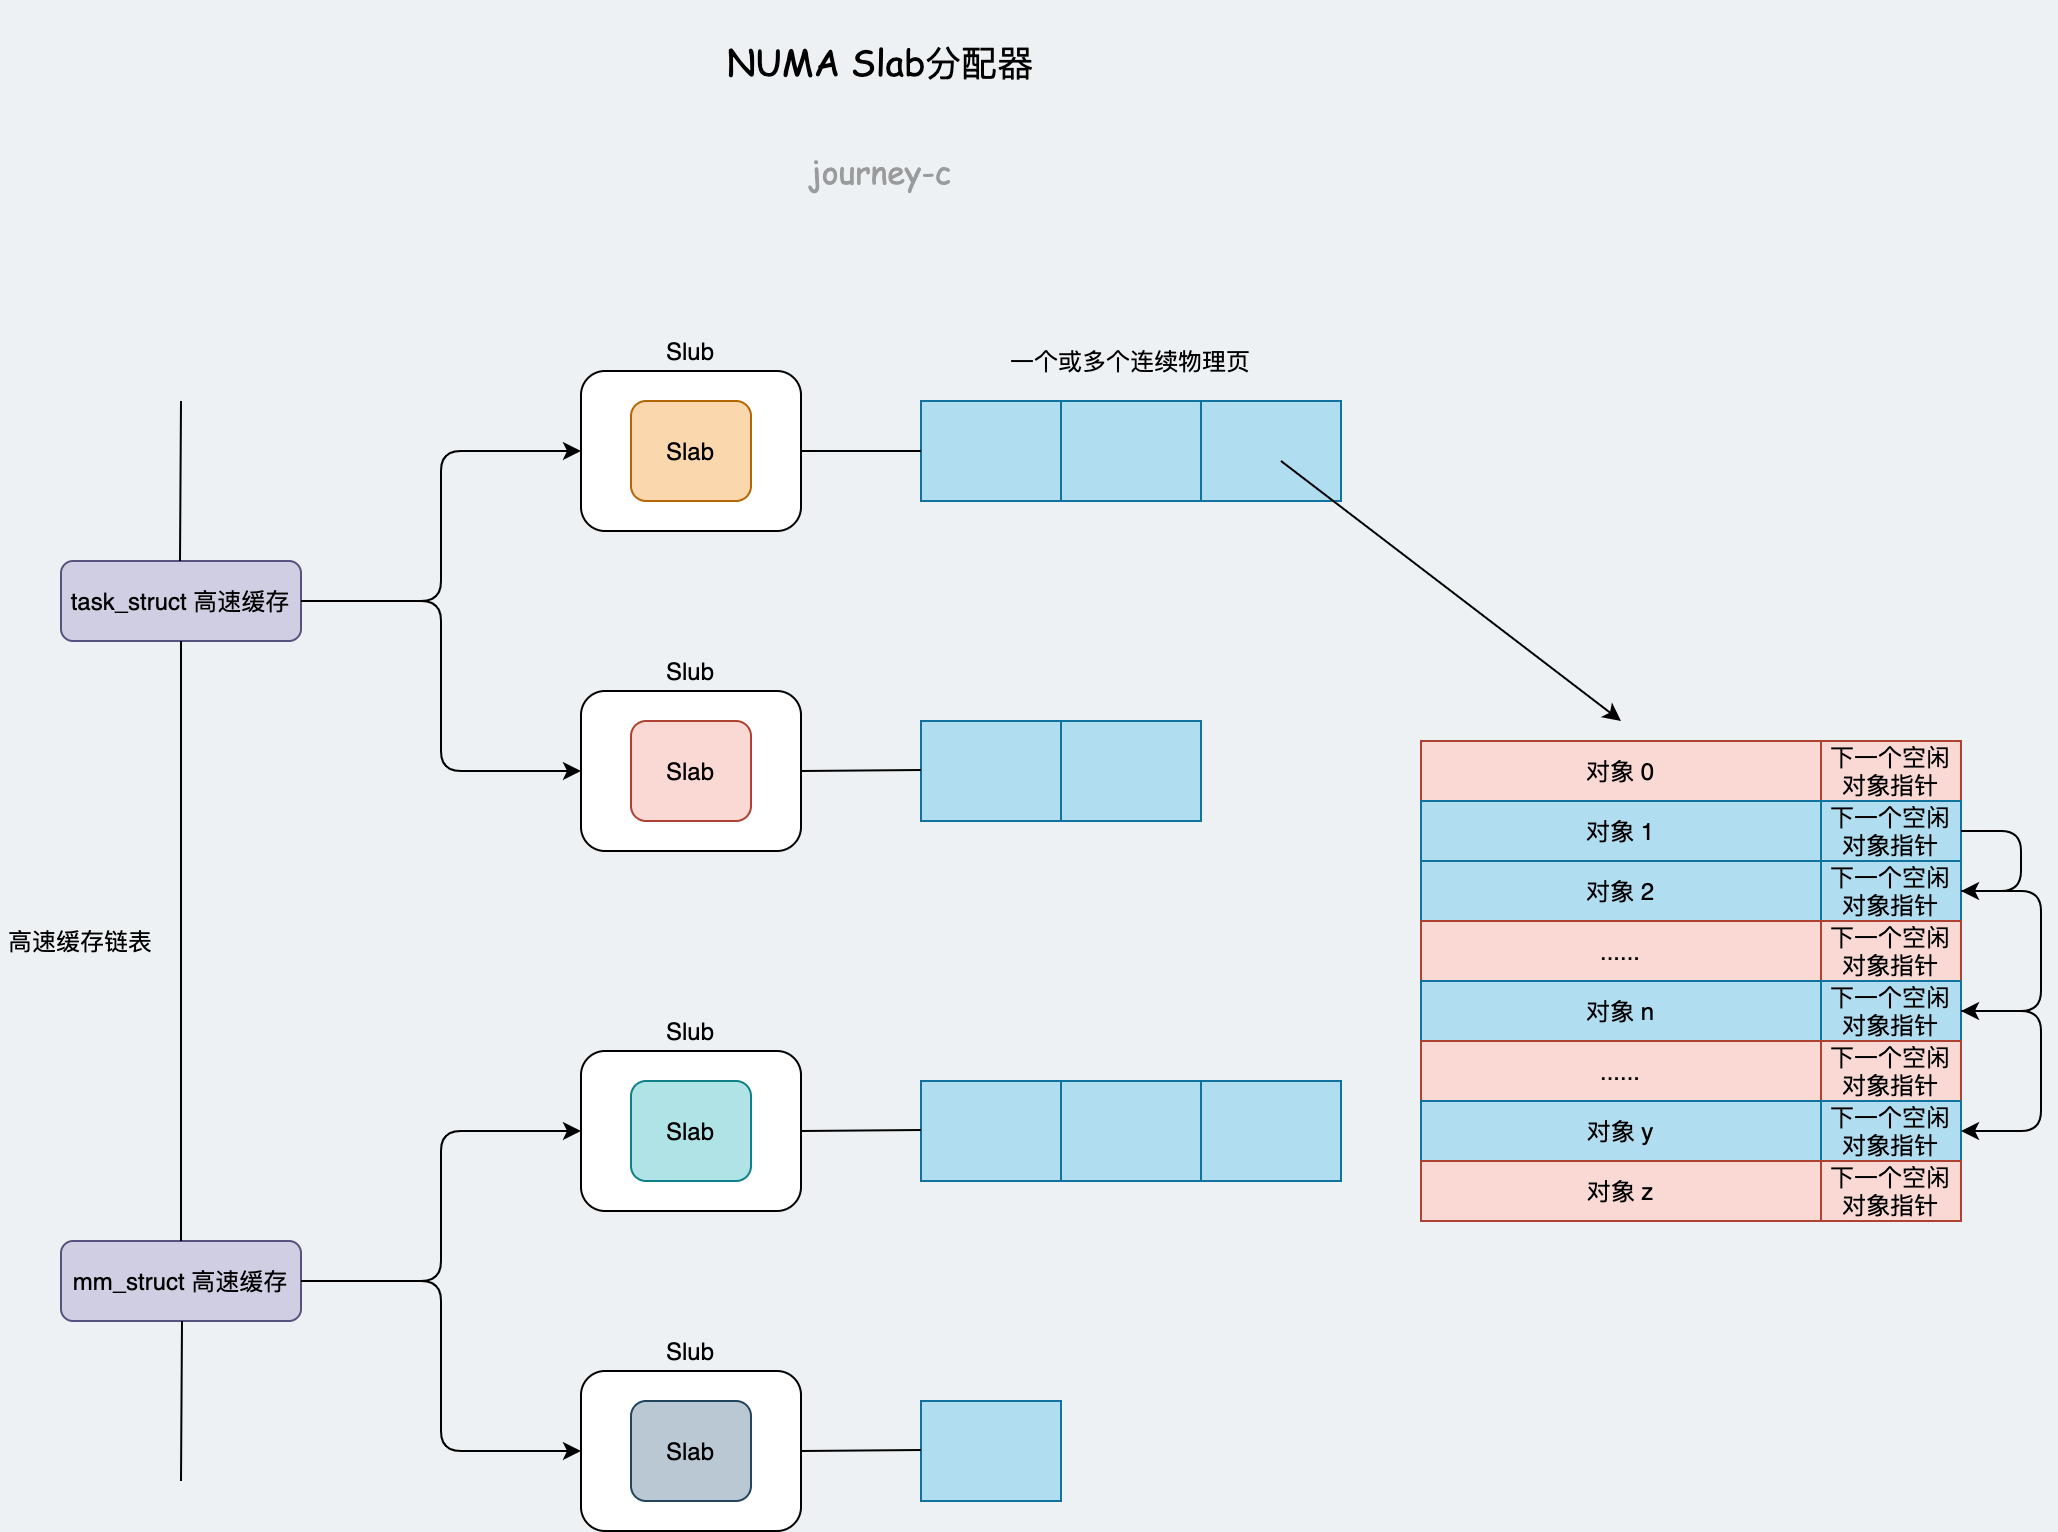 NUMA Slab分配器
journey-c
Slub
Slab
一个或多个连续物理页
task_struct 高速缓存
Slub
Slab
高速缓存链表
Slub
Slab
mm_struct 高速缓存
Slub
Slab
对象 0
下一个空闲
对象指针
对象 1
下一个空闲
对象指针
对象 2
下一个空闲
对象指针
......
下一个空闲
对象指针
对象 n
下一个空闲
对象指针
......
下一个空闲
对象指针
对象 y
下一个空闲
对象指针
对象 z
下一个空闲
对象指针